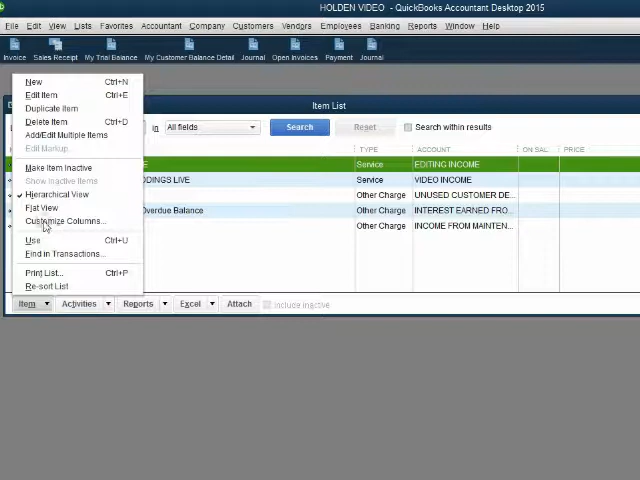 HOLDEN VIDEO - QuickBooks Accountant Desktop 2015
File Edit View Lists Favorites Accountant Company Customers Vendors Employees Banking Reports Window Help
Invoice Sales Receipt My Trial Balance My Customer Balance Detail Journal Open Invoices Payment Journal
Item List
in All fields Search Reset Search within results
TYPE ACCOUNT ON SAL PRICE
E Service EDITING INCOME
DDINGS LIVE Service VIDEO INCOME
Other Charge UNUSED CUSTOMER DE...
Overdue Balance Other Charge INTEREST EARNED FRO...
Other Charge INCOME FROM MAINTEN...
New Ctrl+N
Edit Item Ctrl+E
Duplicate Item
Delete Item Ctrl+D
Add/Edit Multiple Items
Edit Markup...
Make Item Inactive
Show Inactive Items
Hierarchical View
Flat View
Customize Columns...
Use Ctrl+U
Find in Transactions...
Print List... Ctrl+P
Re-sort List
Item Activities Reports Excel Attach Include inactive